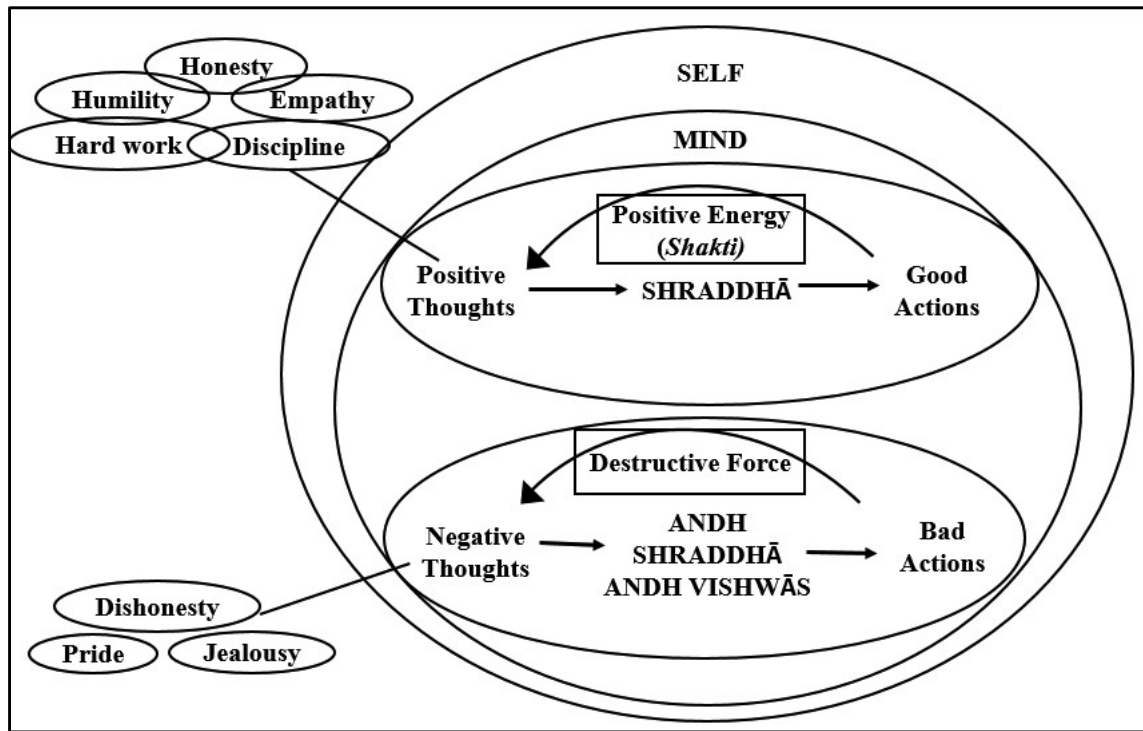 Honesty
Humility
Empathy
Hard work
Discipline
SELF
MIND
Positive Energy
(Shakti)
Positive
Thoughts
SHRADDHĀ
Good
Actions
Destructive Force
Negative
Thoughts
ANDH
SHRADDHĀ
ANDH VISHWĀS
Bad
Actions
Dishonesty
Pride
Jealousy